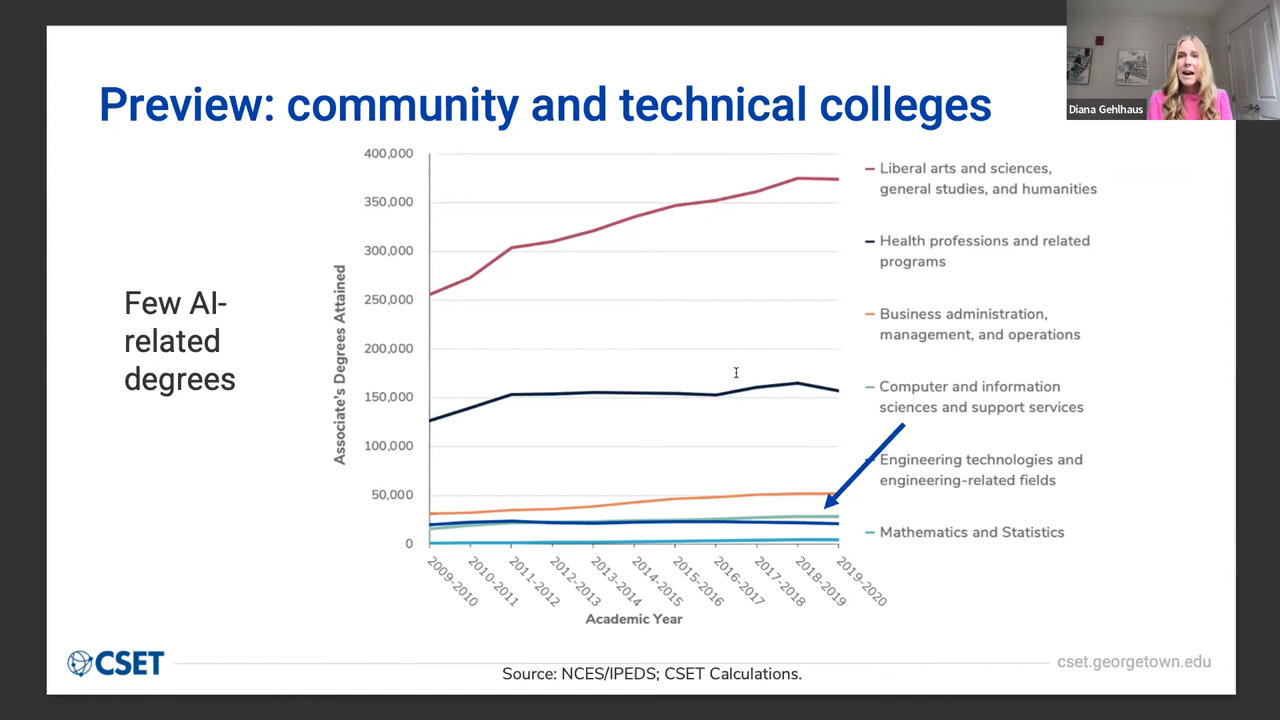 Preview: community and technical colleges
Diana Gehlhaus
Few AI-
related
degrees
Associate's Degrees Attained
400,000
350,000
300,000
250,000
200,000
150,000
100,000
50,000
0
2009-2010
2010-2011
2011-2012
2012-2013
2013-2014
2014-2015
2015-2016
2016-2017
2017-2018
2018-2019
2019-2020
Academic Year
Liberal arts and sciences,
general studies, and humanities
Health professions and related
programs
Business administration,
management, and operations
Computer and information
sciences and support services
Engineering technologies and
engineering-related fields
Mathematics and Statistics
CSET
Source: NCES/IPEDS; CSET Calculations.
cset.georgetown.edu